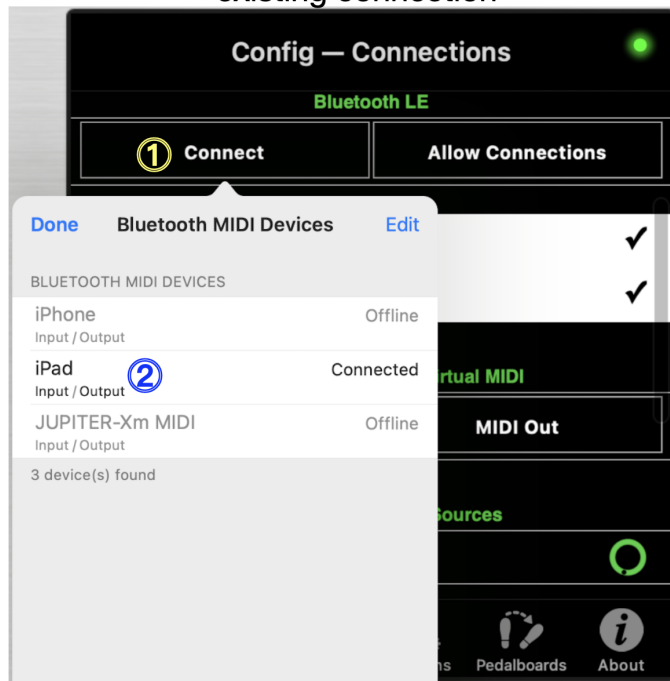 existing connection
Config — Connections
Bluetooth LE
① Connect
Allow Connections
Done
Bluetooth MIDI Devices
Edit
BLUETOOTH MIDI DEVICES
iPhone
Offline
Input / Output
iPad
②
Connected
Input / Output
JUPITER-Xm MIDI
Offline
Input / Output
3 device(s) found
rtual MIDI
MIDI Out
Sources
ns
Pedalboards
About